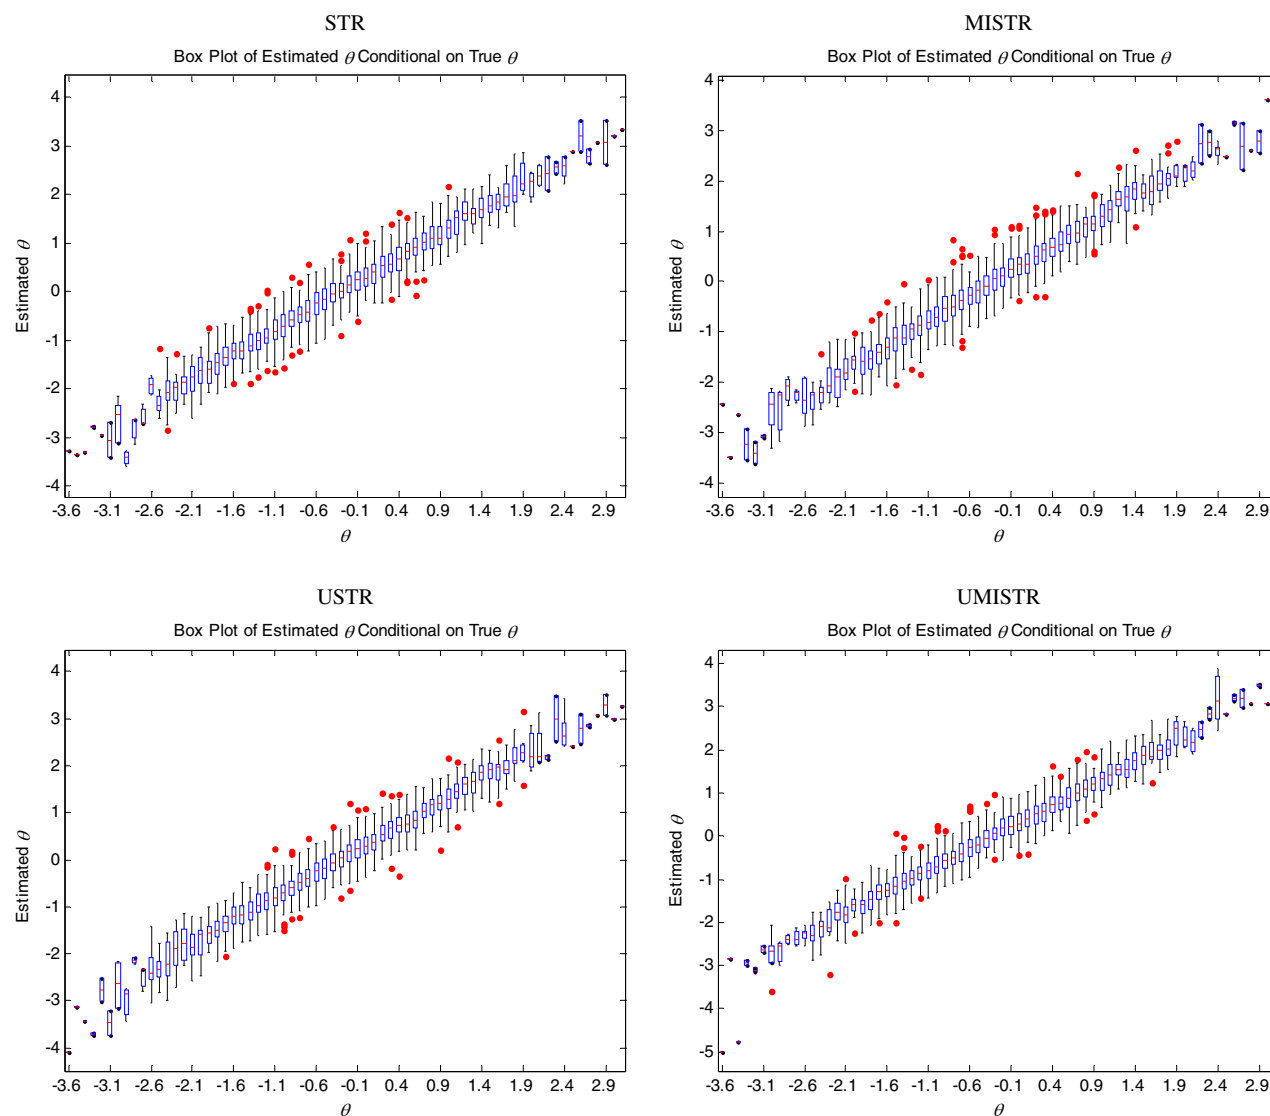 STR
Box Plot of Estimated θ Conditional on True θ
Estimated θ
4
3
2
1
0
-1
-2
-3
-4
-3.6 -3.1 -2.6 -2.1 -1.6 -1.1 -0.6 -0.1 0.4 0.9 1.4 1.9 2.4 2.9
θ
MISTR
Box Plot of Estimated θ Conditional on True θ
Estimated θ
4
3
2
1
0
-1
-2
-3
-4
-3.6 -3.1 -2.6 -2.1 -1.6 -1.1 -0.6 -0.1 0.4 0.9 1.4 1.9 2.4 2.9
θ
USTR
Box Plot of Estimated θ Conditional on True θ
Estimated θ
4
3
2
1
0
-1
-2
-3
-4
-3.6 -3.1 -2.6 -2.1 -1.6 -1.1 -0.6 -0.1 0.4 0.9 1.4 1.9 2.4 2.9
θ
UMISTR
Box Plot of Estimated θ Conditional on True θ
Estimated θ
4
3
2
1
0
-1
-2
-3
-4
-5
-3.6 -3.1 -2.6 -2.1 -1.6 -1.1 -0.6 -0.1 0.4 0.9 1.4 1.9 2.4 2.9
θ